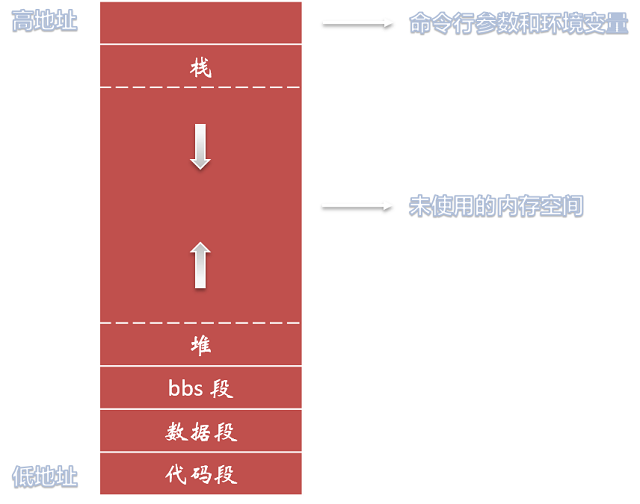 高地址
命令行参数和环境变量
栈
未使用的内存空间
堆
bbs 段
数据段
低地址
代码段